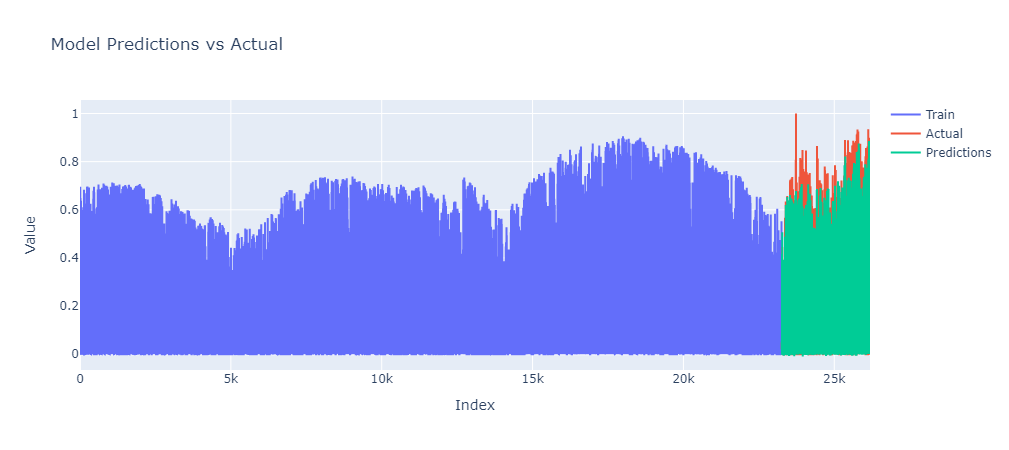 Model Predictions vs Actual
Train
Actual
Predictions
1
0.8
0.6
0.4
0.2
0
Value
0
5k
10k
15k
20k
25k
Index